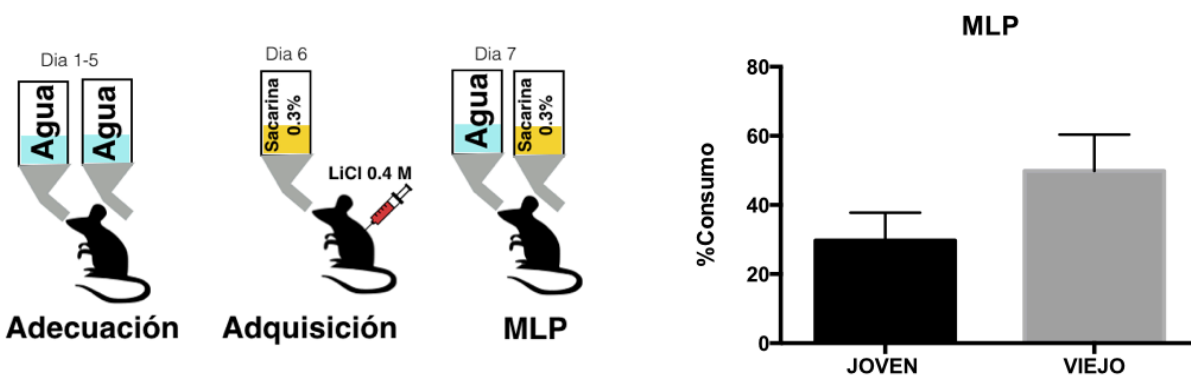 Dia 1-5
Agua
Agua
Adecuación
Dia 6
Sacarina
0.3%
LiCl 0.4 M
Adquisición
Dia 7
Agua
Sacarina
0.3%
MLP
MLP
%Consumo
80
60
40
20
0
JOVEN
VIEJO